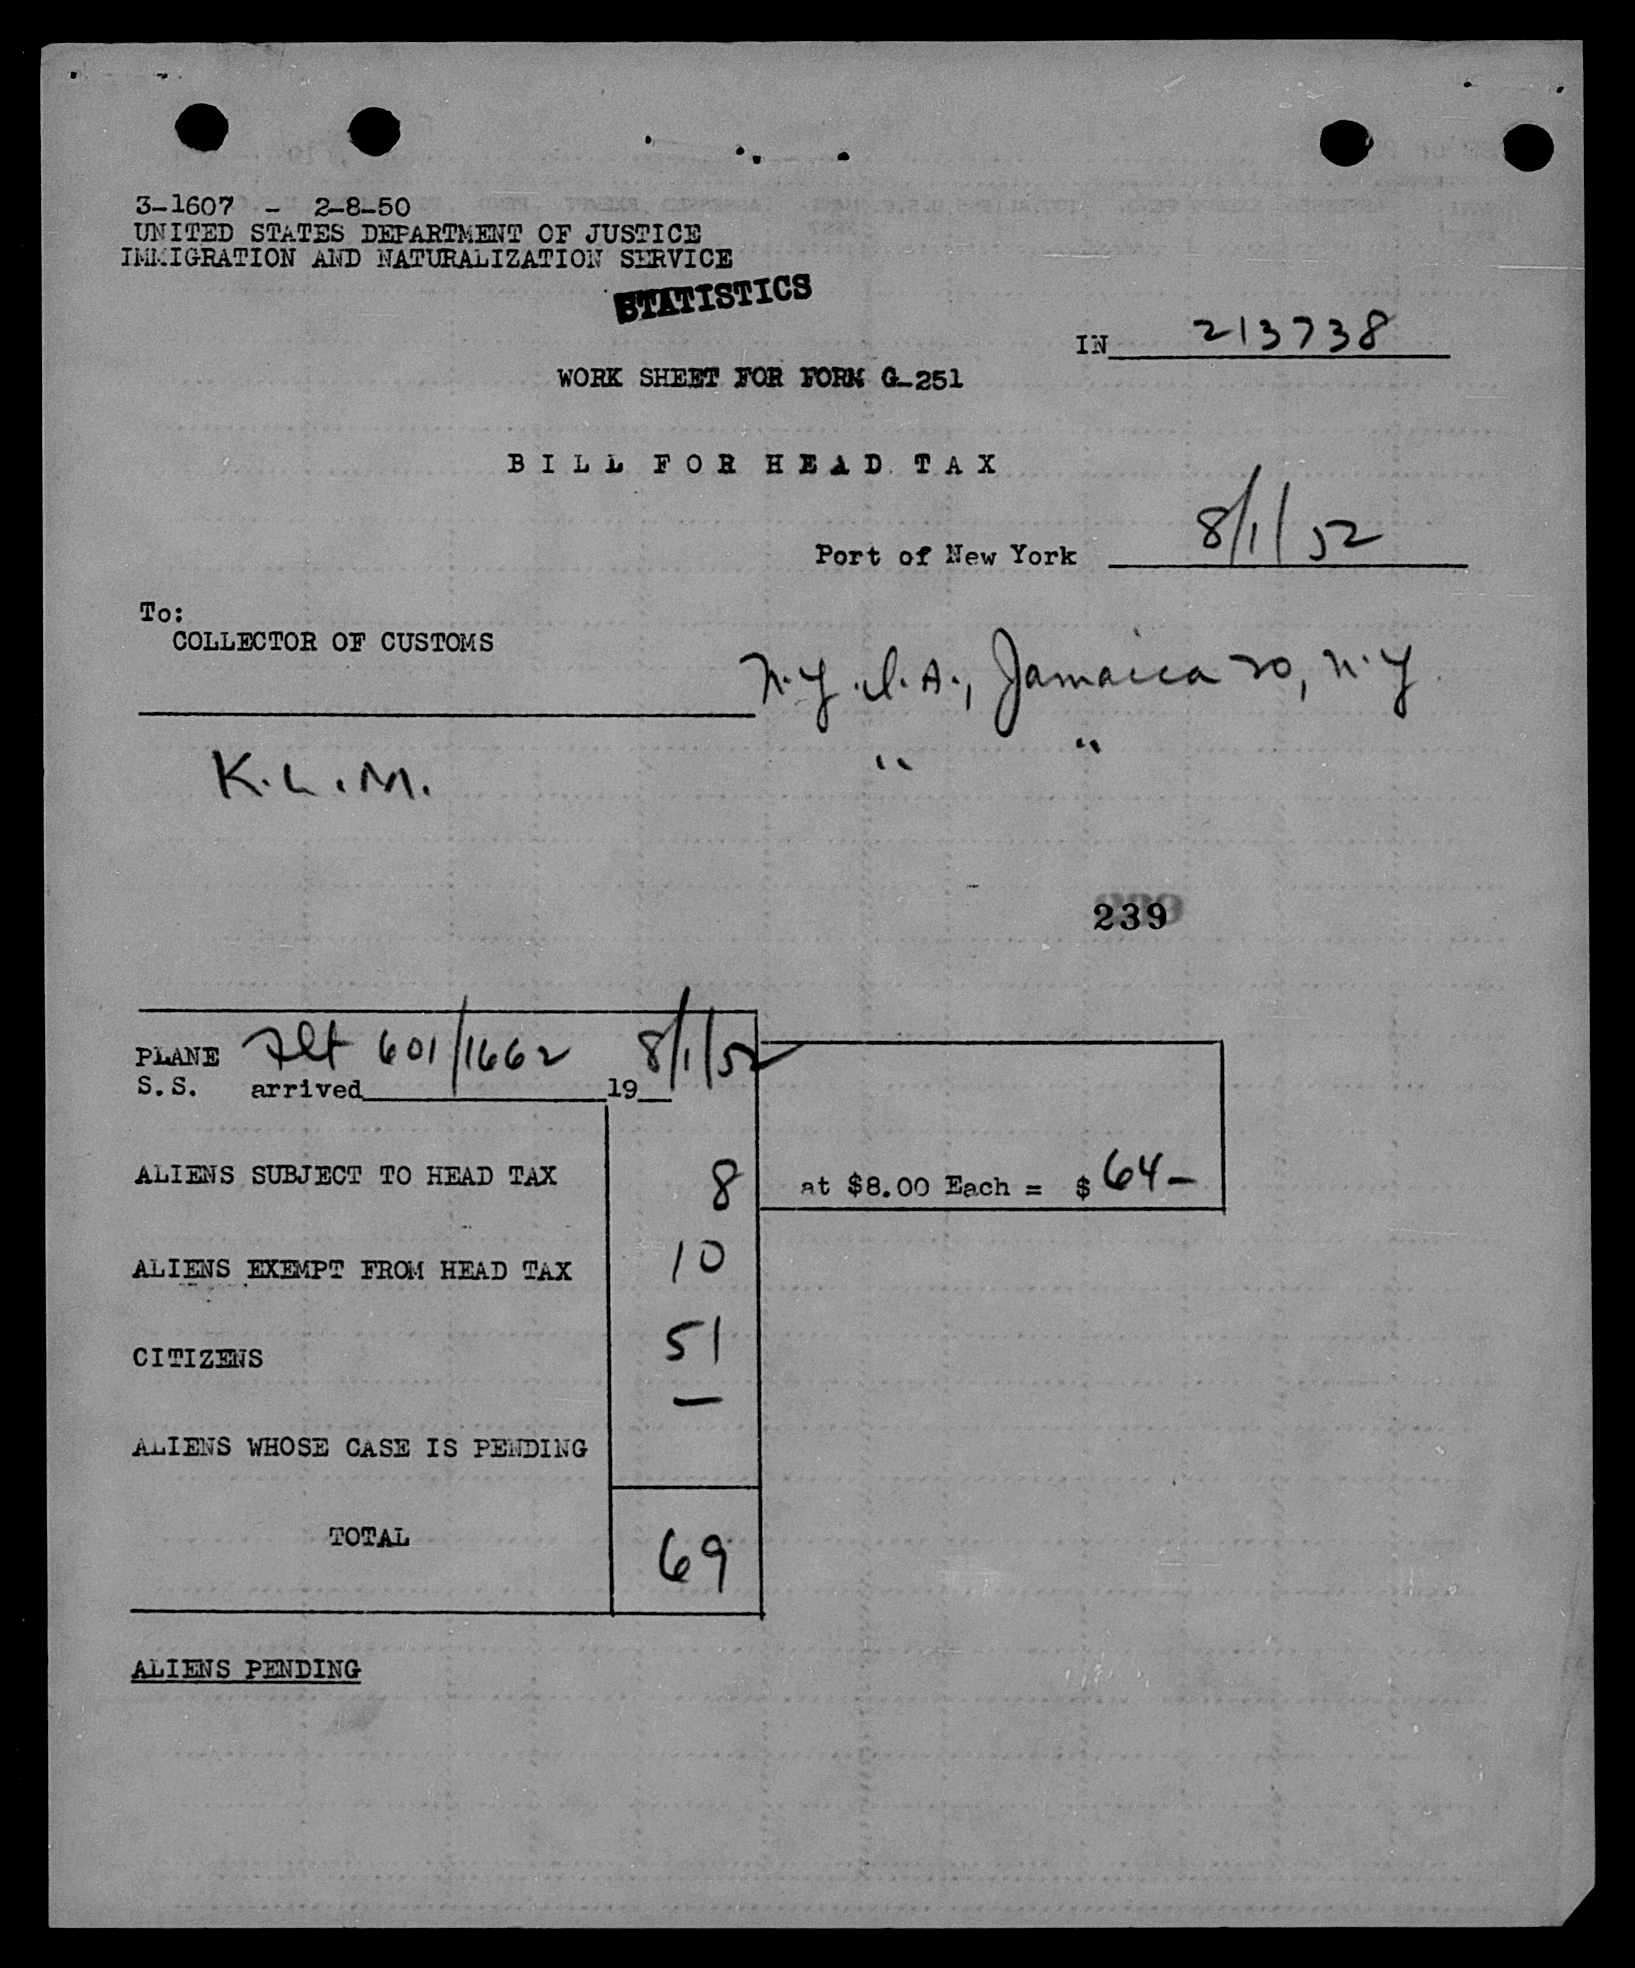 3-1607 - 2-8-50
UNITED STATES DEPARTMENT OF JUSTICE
IMMIGRATION AND NATURALIZATION SERVICE
STATISTICS
IN 213738
WORK SHEET FOR FORM G-251
BILL FOR HEAD TAX
Port of New York 8/1/52
To:
COLLECTOR OF CUSTOMS
N.Y.I.A., Jamaica 20, N.Y
K.L.M. " "
239
PLANE Flt 601/1662 8/1/52
S.S. arrived 19
ALIENS SUBJECT TO HEAD TAX 8 at $8.00 Each = $ 64-
ALIENS EXEMPT FROM HEAD TAX 10
CITIZENS 51
—
ALIENS WHOSE CASE IS PENDING
TOTAL 69
ALIENS PENDING